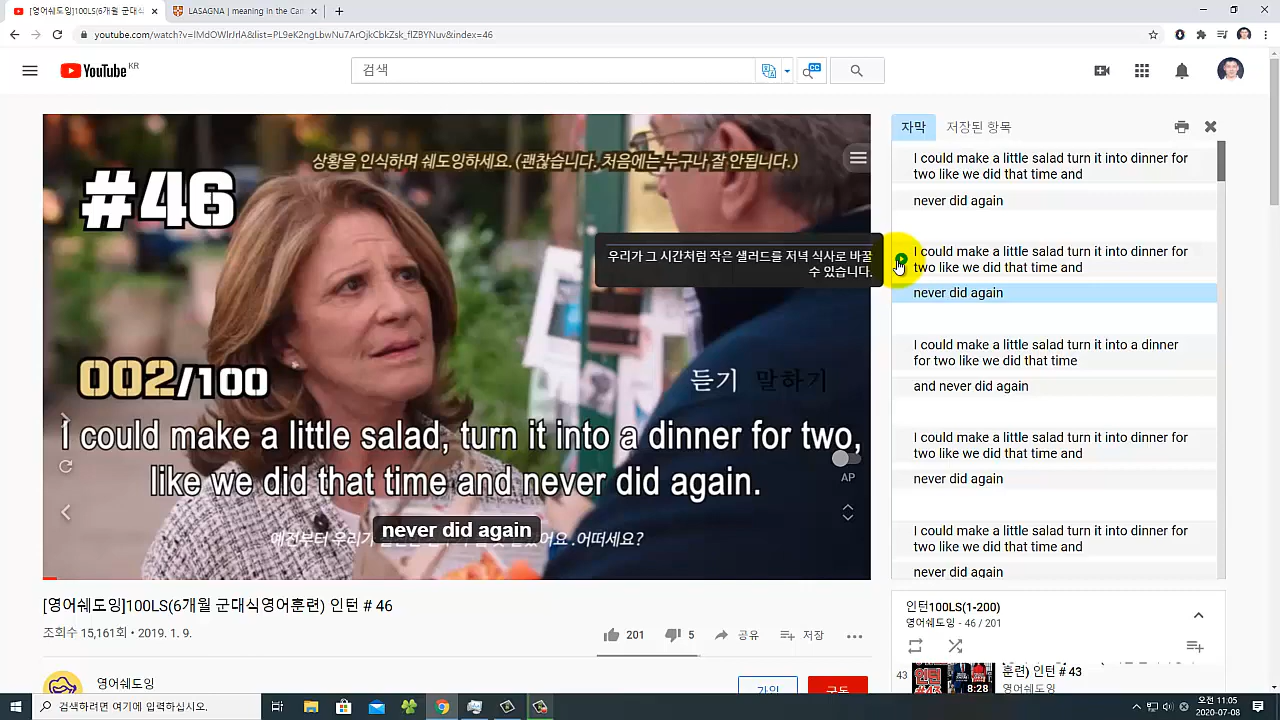 [영어쉐도잉]100LS(6개월 군대식
LASAGNA | meaning in the Cam
youtube.com/watch?v=IMdOWlrJrIA&list=PL9eK2ngLbwNu7ArOjkCbkZsk_fIZBYNuv&index=46
YouTube KR
검색
CC
#46
상황을 인식하며 쉐도잉하세요.(괜찮습니다. 처음에는 누구나 잘 안됩니다.)
우리가 그 시간처럼 작은 샐러드를 저녁 식사로 바꿀
수 있습니다.
002/100
듣기 말하기
I could make a little salad, turn it into a dinner for two,
like we did that time and never did again.
AP
never did again
어떠세요?
자막 저장된 항목
I could make a little salad turn it into dinner for
two like we did that time and
never did again
I could make a little salad turn it into dinner for
two like we did that time and
never did again
I could make a little salad turn it into a dinner
for two like we did that time
and never did again
I could make a little salad turn it into dinner for
two like we did that time and
never did again
I could make a little salad turn it into dinner for
two like we did that time and
never did again
[영어쉐도잉]100LS(6개월 군대식영어훈련) 인턴 # 46
조회수 15,161회 • 2019. 1. 9.
201 5 공유 저장
영어쉐도잉
가입 구독
인턴100LS(1-200)
영어쉐도잉 - 46 / 201
43
8:28
훈련) 인턴 # 43
영어쉐도잉
검색하려면 여기에 입력하십시오.
오전 11:05
2020-07-08